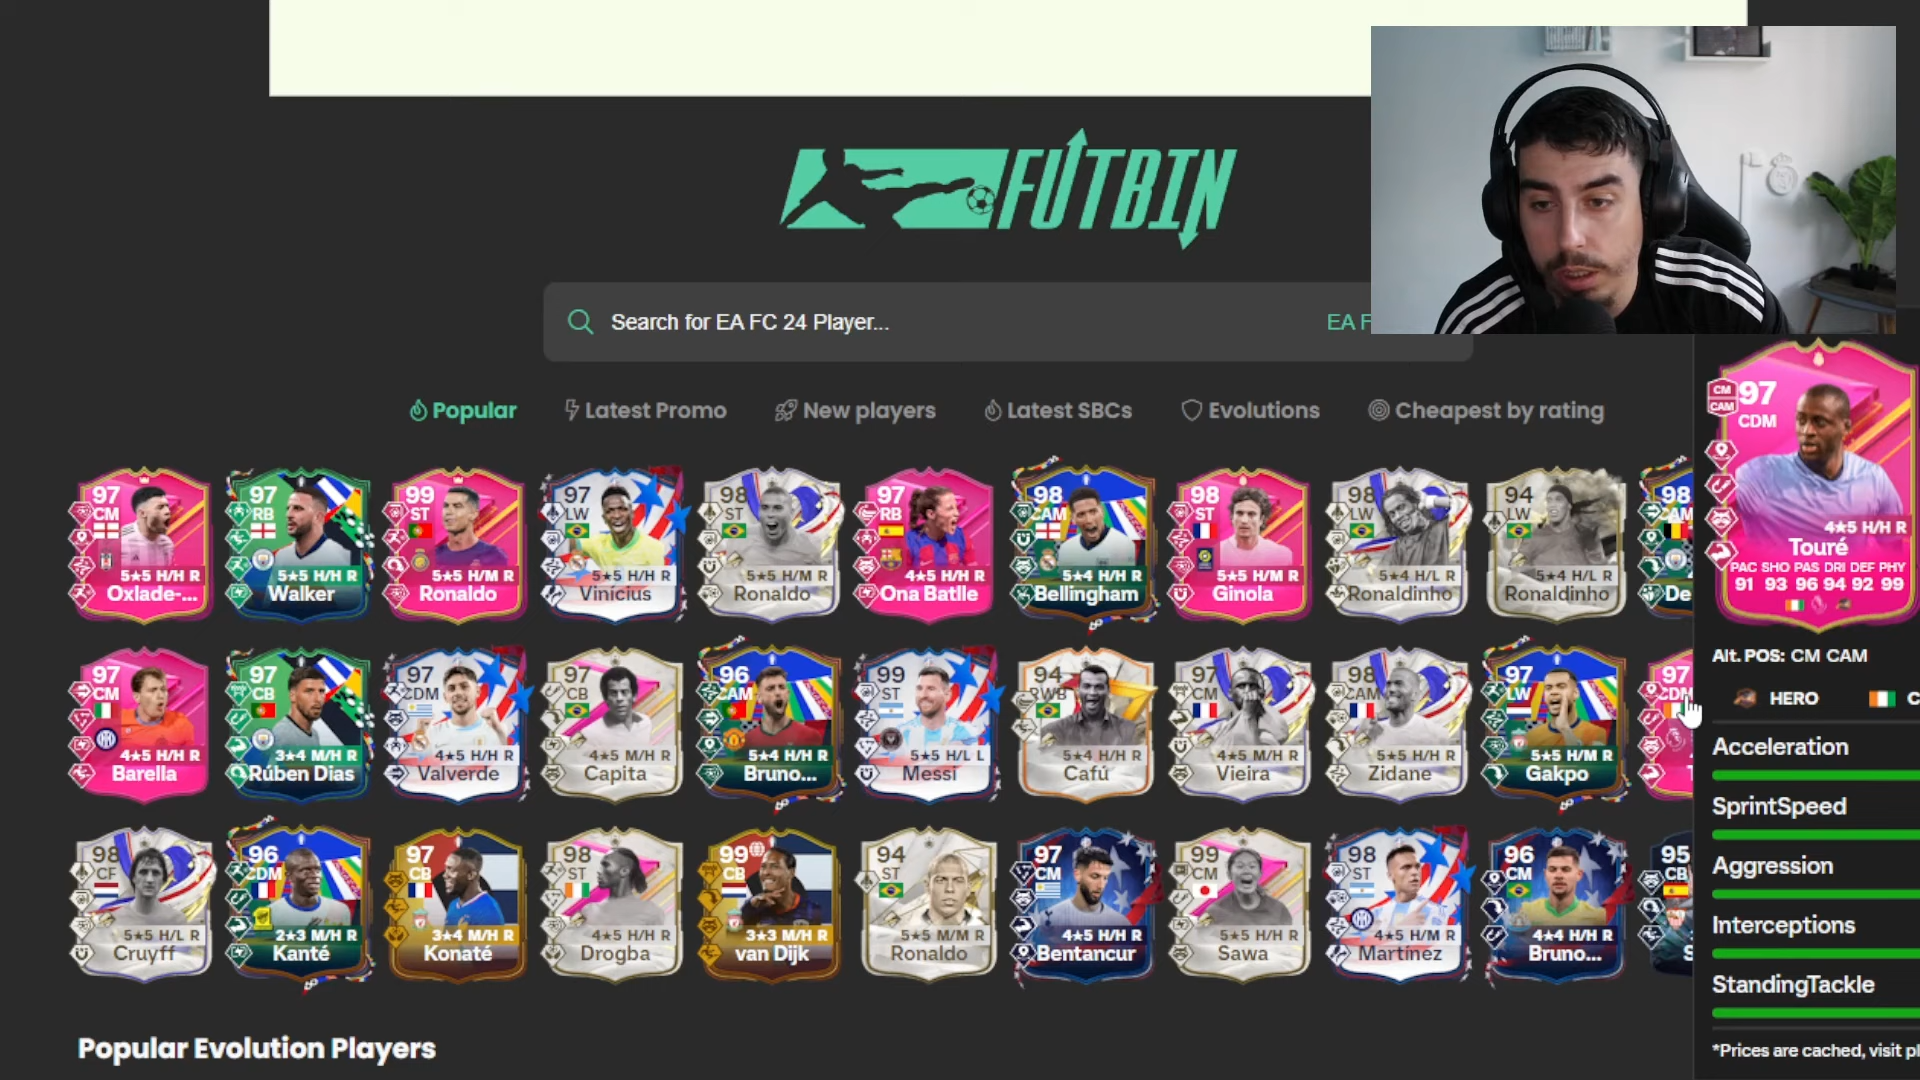 FUTBIN
Search for EA FC 24 Player...
EA F
Popular
Latest Promo
New players
Latest SBCs
Evolutions
Cheapest by rating
97 CM 5★5 H/H R Oxlade-...
97 RB 5★5 H/H R Walker
99 ST 5★5 H/M R Ronaldo
97 LW 5★5 H/H R Vinícius
98 ST 5★5 H/M R Ronaldo
97 RB 4★5 H/H R Ona Batlle
98 CAM 5★4 H/H R Bellingham
98 ST 5★5 H/M R Ginola
98 LW 5★4 H/L R Ronaldinho
94 LW 5★4 H/L R Ronaldinho
98 CAM De
97 CM 4★5 H/H R Barella
97 CB 3★4 M/H R Rúben Dias
97 CDM 4★5 H/H R Valverde
97 CB 4★5 M/H R Capita
96 CAM 5★4 H/H R Bruno...
99 ST 5★5 H/L L Messi
94 RWB 5★4 H/H R Cafú
97 CM 4★5 M/H R Vieira
98 CAM 5★5 H/H R Zidane
97 LW 5★5 H/M R Gakpo
97 CDM
98 CF 5★5 H/L R Cruyff
96 CDM 2★3 M/H R Kanté
97 CB 3★4 M/H R Konaté
98 ST 4★5 H/H R Drogba
99 CB 3★3 M/H R van Dijk
94 ST 5★5 M/M R Ronaldo
97 CM 4★5 H/H R Bentancur
99 CM 5★5 H/H R Sawa
98 ST 4★5 H/M R Martínez
96 CM 4★4 H/H R Bruno...
95 CB S
CM
CAM
97
CDM
4★5 H/H R
Touré
PAC SHO PAS DRI DEF PHY
91 93 96 94 92 99
Alt. POS: CM CAM
HERO C
Acceleration
SprintSpeed
Aggression
Interceptions
StandingTackle
*Prices are cached, visit pl
Popular Evolution Players